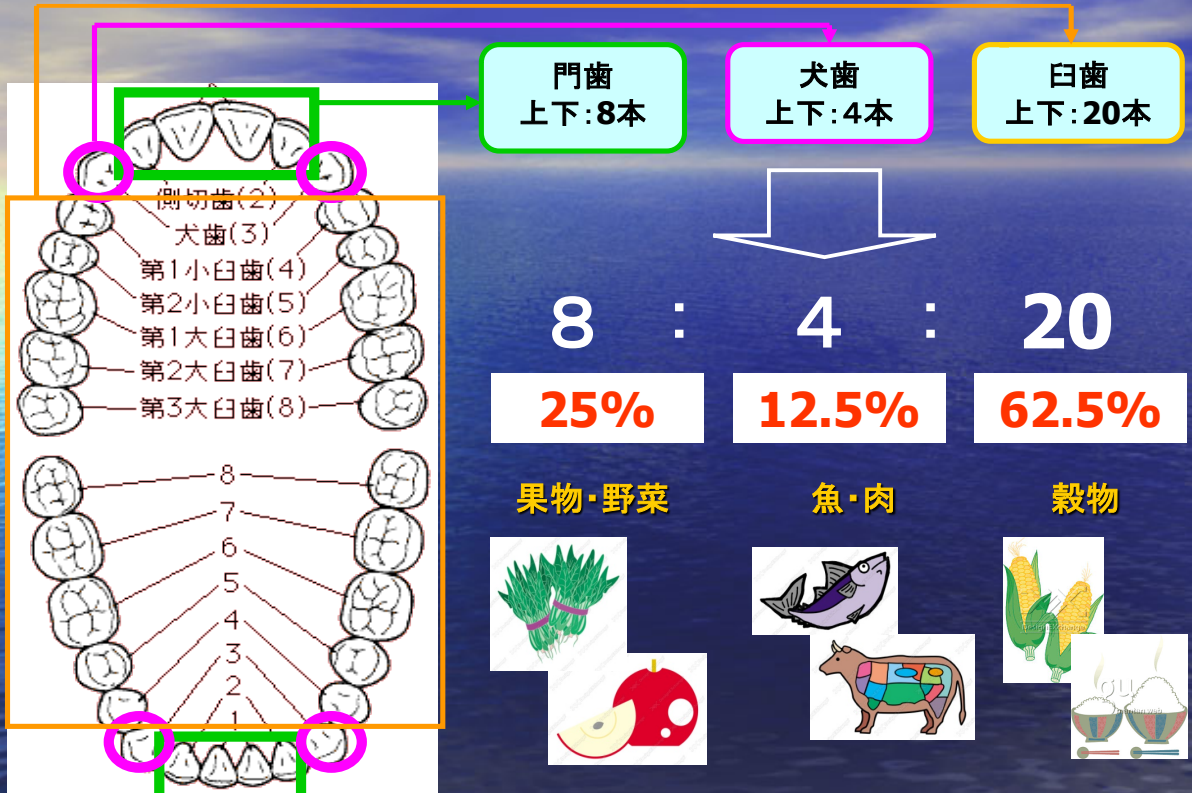 門歯
上下:8本
犬歯
上下:4本
臼歯
上下:20本
側切歯(2)
犬歯(3)
第1小臼歯(4)
第2小臼歯(5)
第1大臼歯(6)
第2大臼歯(7)
第3大臼歯(8)
8
7
6
5
4
3
2
1
8 : 4 : 20
25%
12.5%
62.5%
果物・野菜
魚・肉
穀物